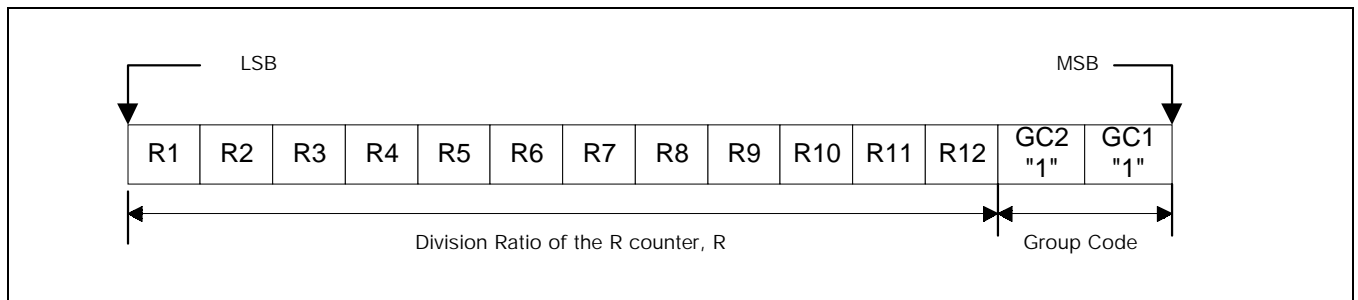 LSB MSB
R1 R2 R3 R4 R5 R6 R7 R8 R9 R10 R11 R12 GC2 GC1
"1" "1"
Division Ratio of the R counter, R Group Code